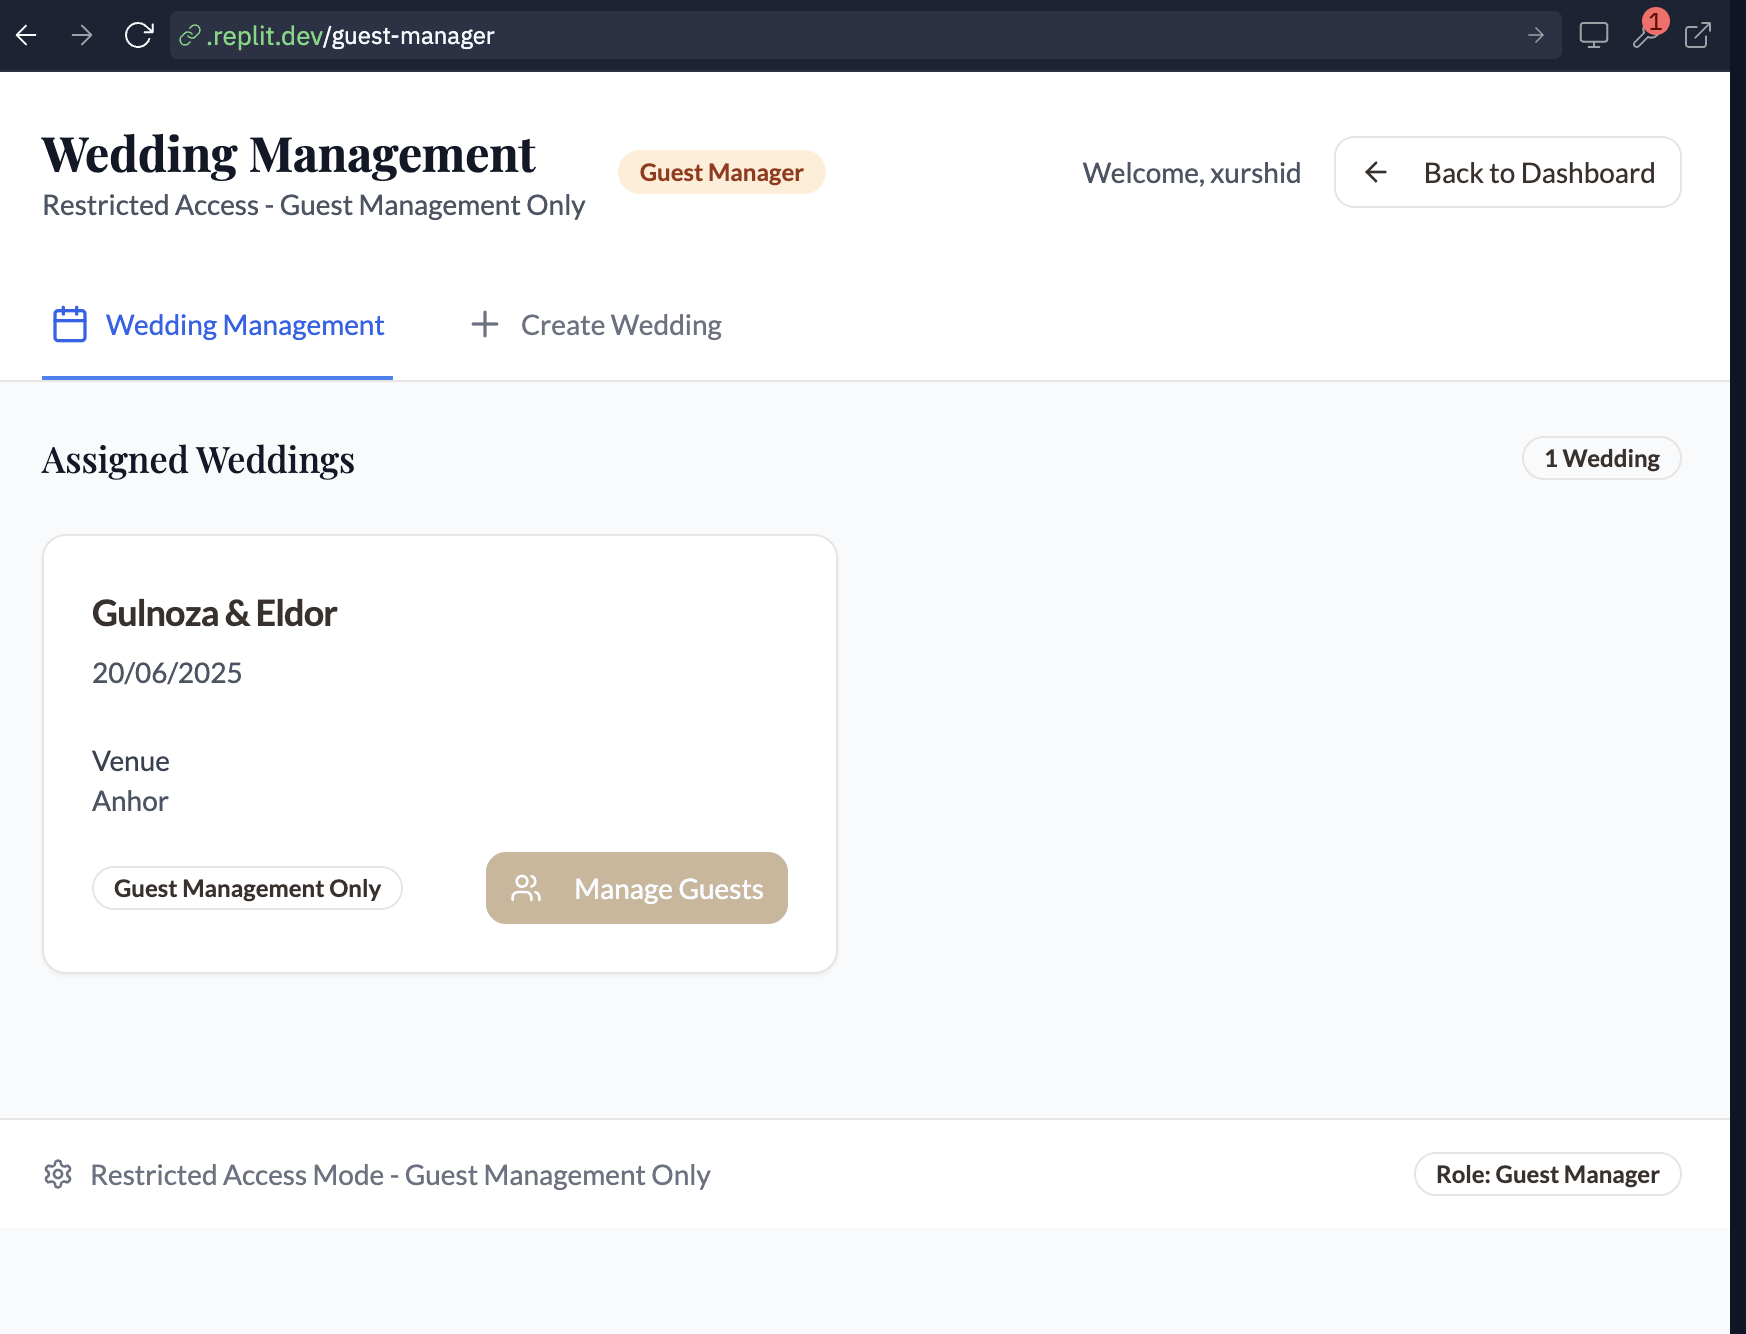 .replit.dev/guest-manager
1
Wedding Management
Restricted Access - Guest Management Only
Guest Manager
Welcome, xurshid
Back to Dashboard
Wedding Management
Create Wedding
Assigned Weddings
1 Wedding
Gulnoza & Eldor
20/06/2025
Venue
Anhor
Guest Management Only
Manage Guests
Restricted Access Mode - Guest Management Only
Role: Guest Manager